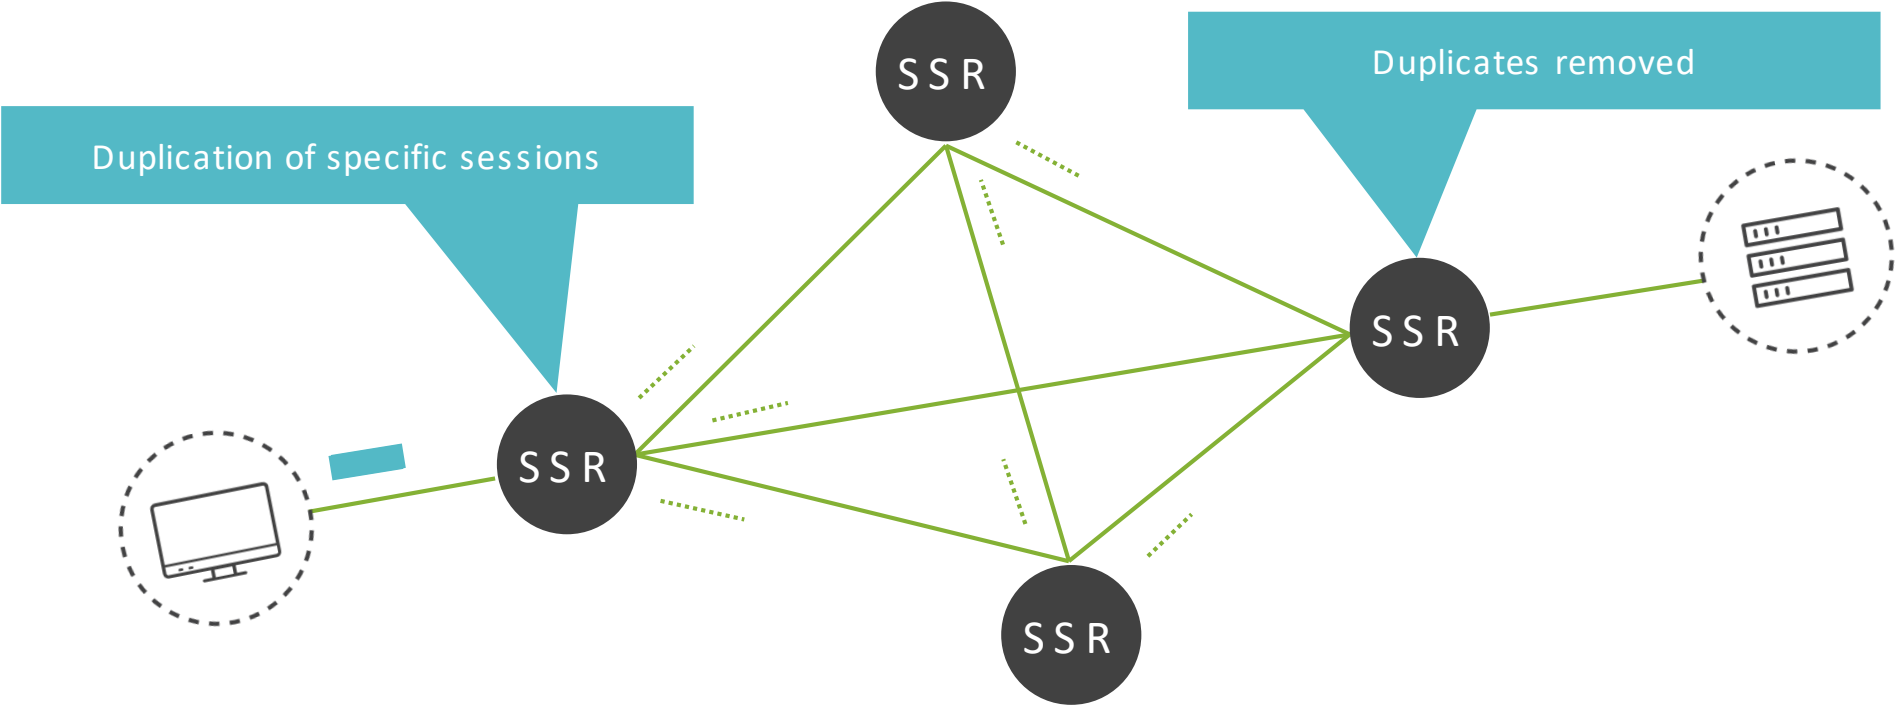 SSR
Duplicates removed
Duplication of specific sessions
SSR
SSR
SSR